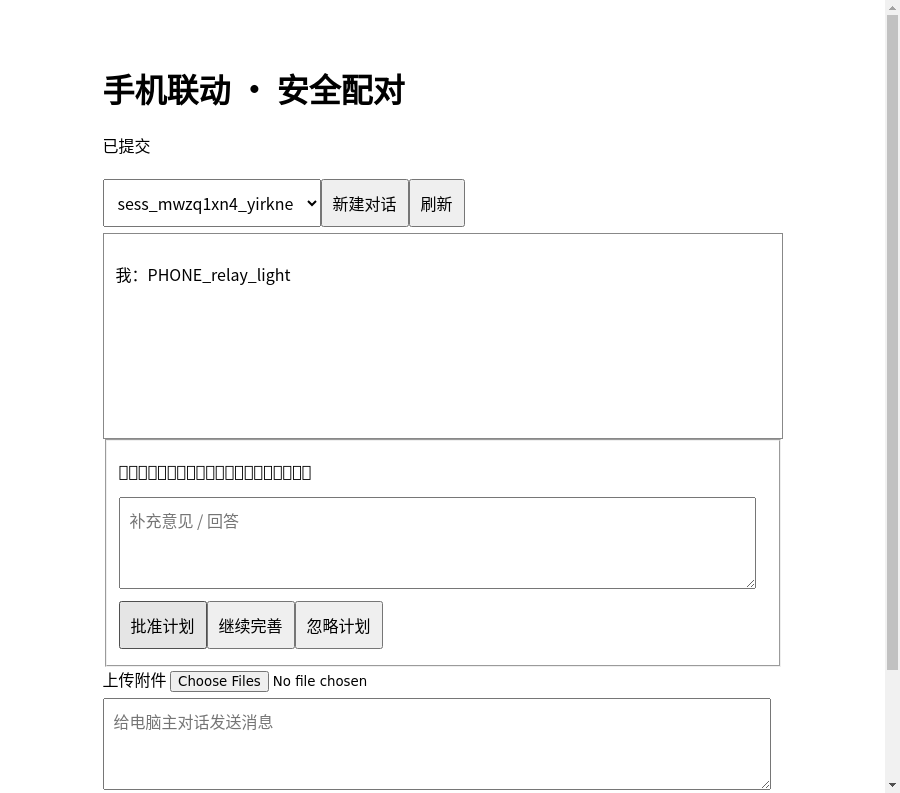 手机联动 · 安全配对
已提交
sess_mwzq1xn4_yirkne 新建对话 刷新
我：PHONE_relay_light
补充意见 / 回答
批准计划 继续完善 忽略计划
上传附件 Choose Files No file chosen
给电脑主对话发送消息